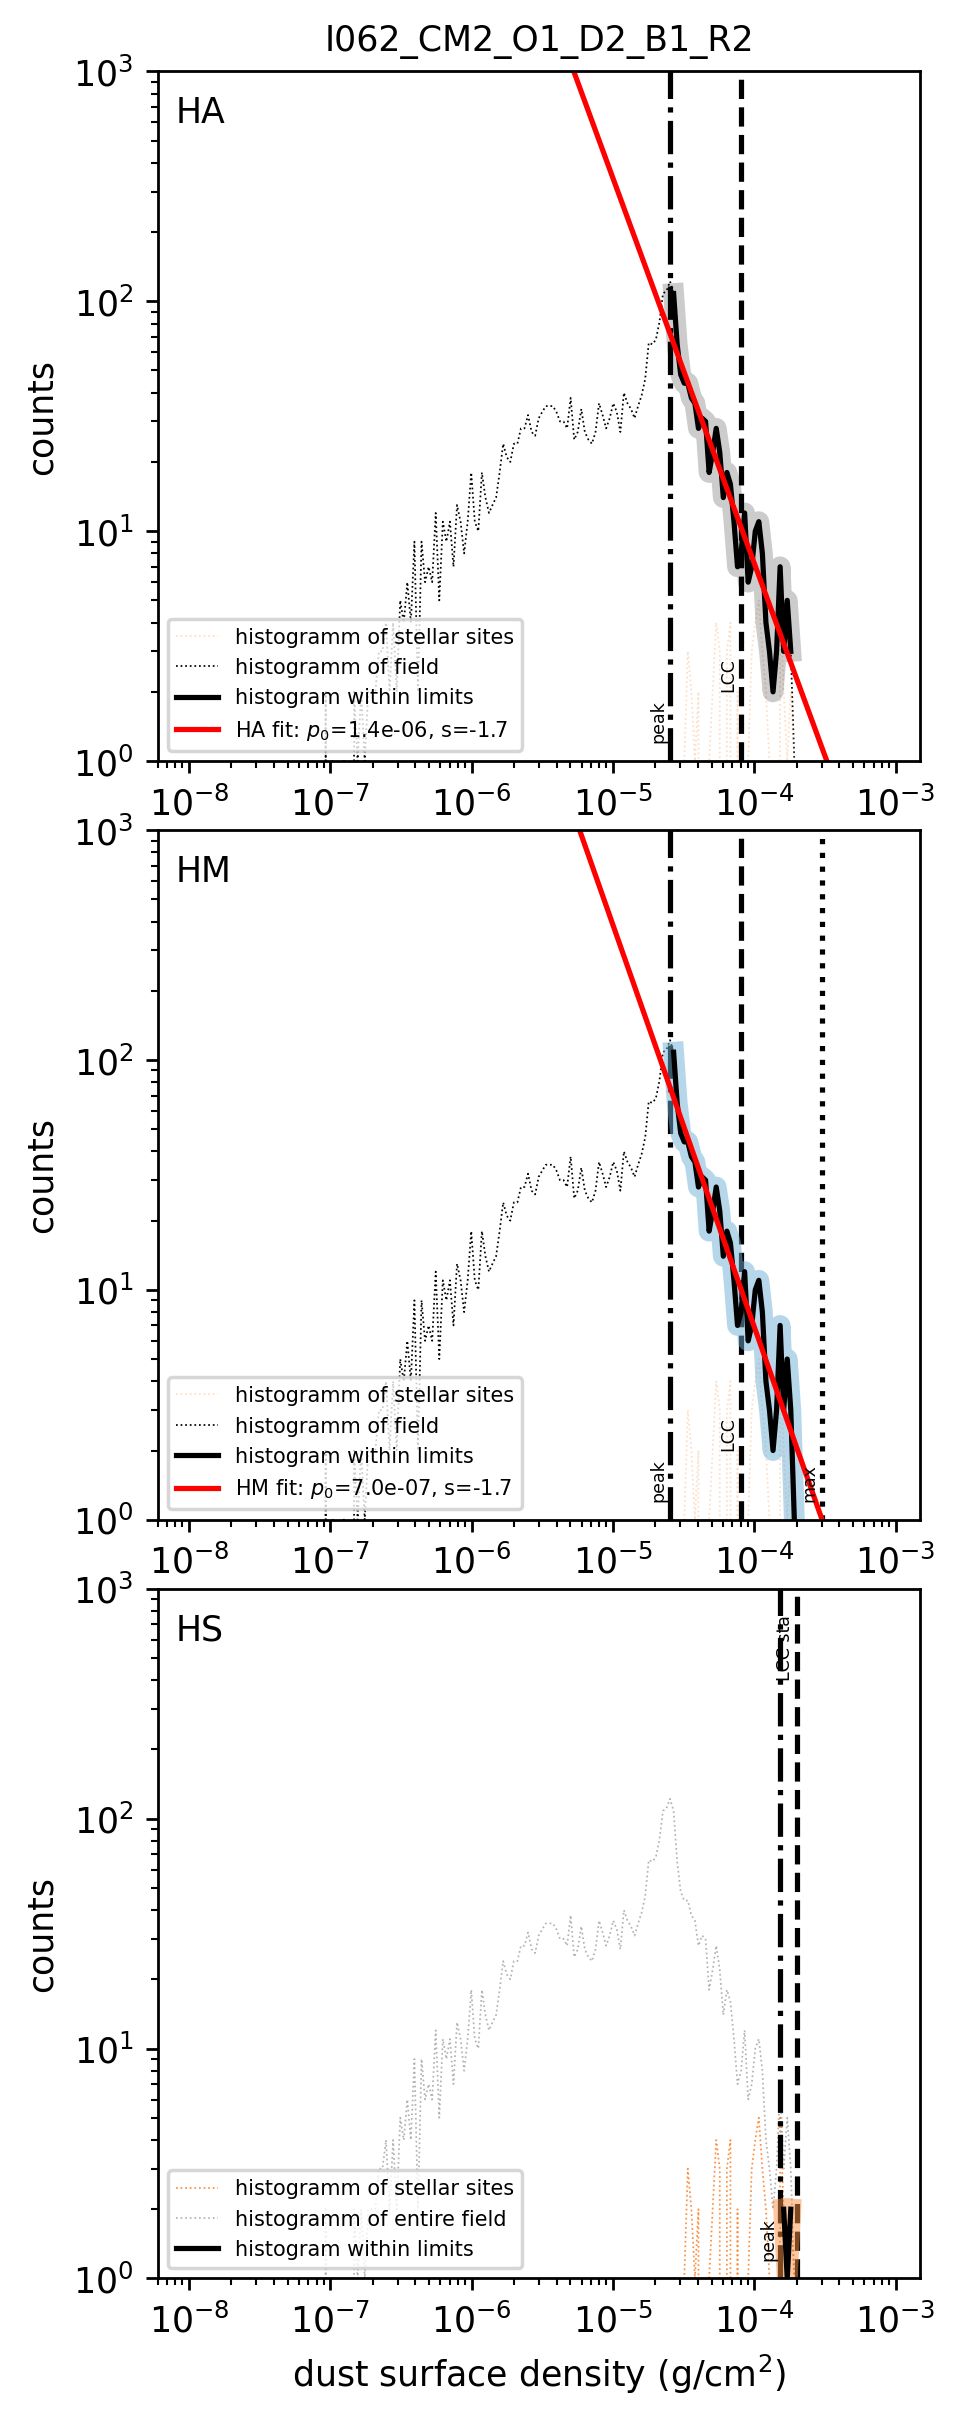 I062_CM2_O1_D2_B1_R2
HA
counts
10³
10²
10¹
10⁰
peak
LCC
histogramm of stellar sites
histogramm of field
histogram within limits
HA fit: p₀=1.4e-06, s=-1.7
10⁻⁸ 10⁻⁷ 10⁻⁶ 10⁻⁵ 10⁻⁴ 10⁻³
HM
counts
10³
10²
10¹
10⁰
peak
LCC
max
histogramm of stellar sites
histogramm of field
histogram within limits
HM fit: p₀=7.0e-07, s=-1.7
10⁻⁸ 10⁻⁷ 10⁻⁶ 10⁻⁵ 10⁻⁴ 10⁻³
HS
counts
10³
10²
10¹
10⁰
LCC sta
peak
histogramm of stellar sites
histogramm of entire field
histogram within limits
10⁻⁸ 10⁻⁷ 10⁻⁶ 10⁻⁵ 10⁻⁴ 10⁻³
dust surface density (g/cm²)